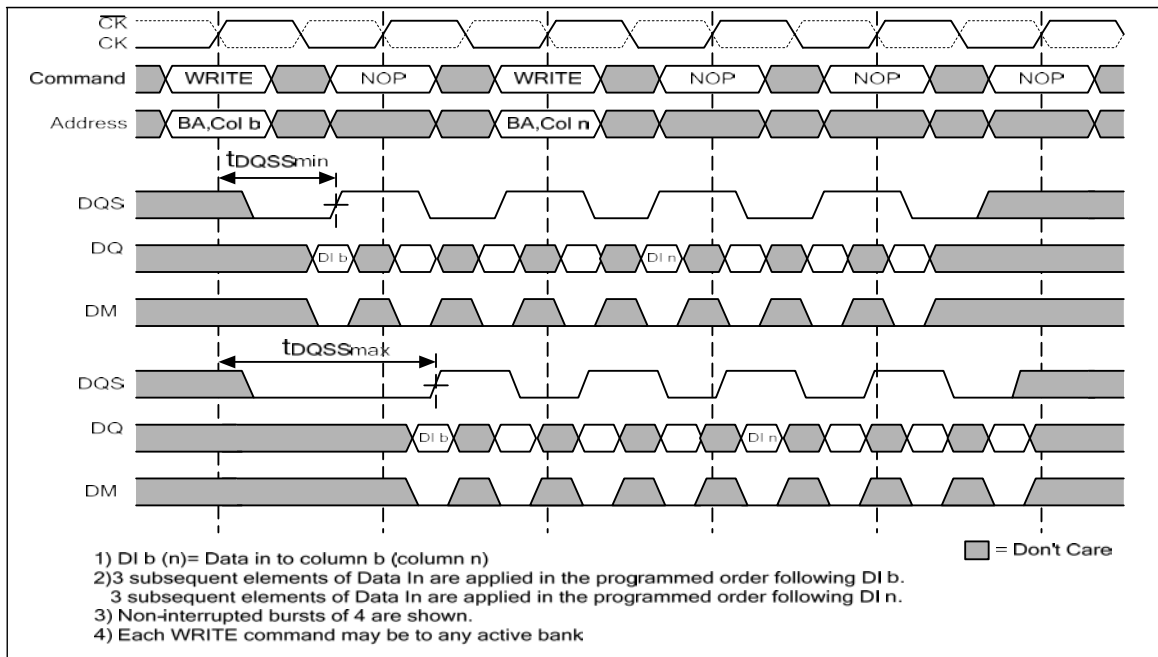 CK
CK
Command WRITE NOP WRITE NOP NOP NOP
Address BA,Col b BA,Col n
tDQSSmin
DQS
DQ DI b DI n
DM
tDQSSmax
DQS
DQ DI b DI n
DM
1) DI b (n)= Data in to column b (column n)
= Don't Care
2)3 subsequent elements of Data In are applied in the programmed order following DI b.
3 subsequent elements of Data In are applied in the programmed order following DI n.
3) Non-interrupted bursts of 4 are shown.
4) Each WRITE command may be to any active bank